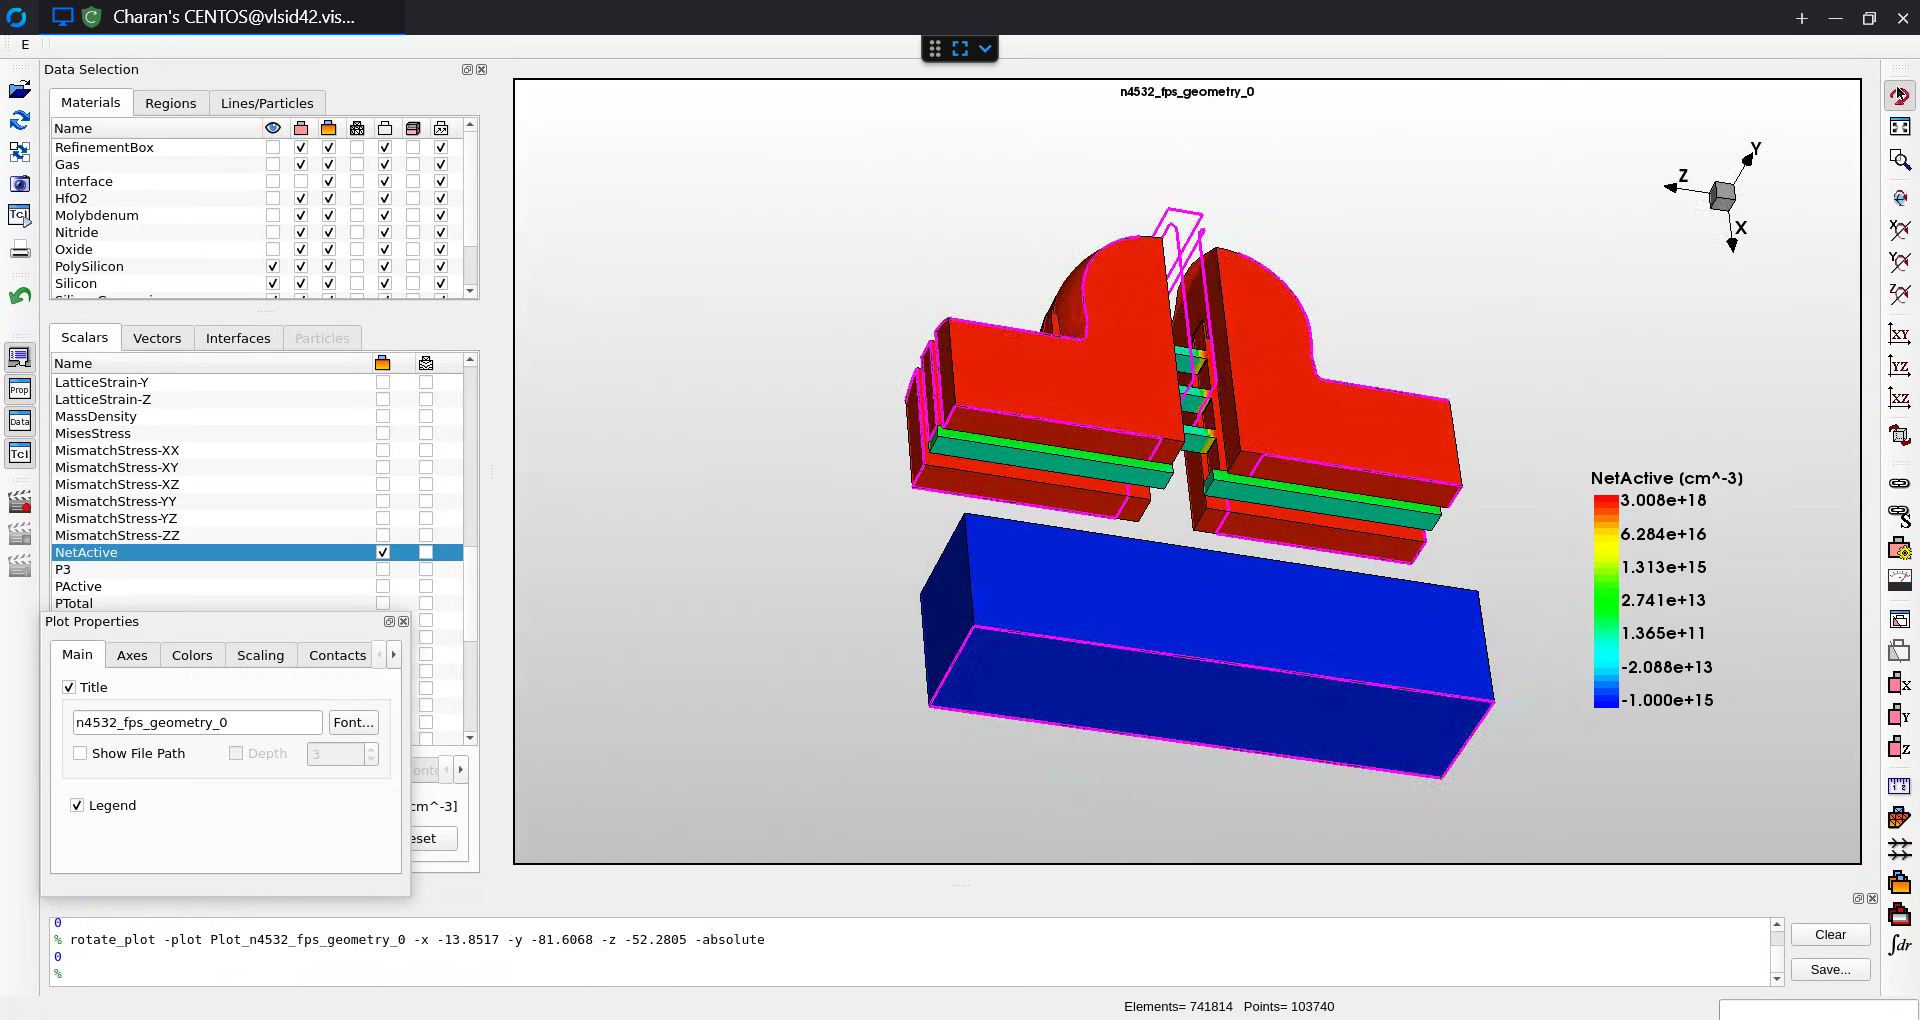 Charan's CENTOS@vlsid42.vis...
E
Data Selection
Materials
Regions
Lines/Particles
Name
RefinementBox
Gas
Interface
HfO2
Molybdenum
Nitride
Oxide
PolySilicon
Silicon
Scalars
Vectors
Interfaces
Particles
Name
LatticeStrain-Y
LatticeStrain-Z
MassDensity
MisesStress
MismatchStress-XX
MismatchStress-XY
MismatchStress-XZ
MismatchStress-YY
MismatchStress-YZ
MismatchStress-ZZ
NetActive
P3
PActive
PTotal
Plot Properties
Main
Axes
Colors
Scaling
Contacts
Title
n4532_fps_geometry_0
Font...
Show File Path
Depth
3
Legend
cm^-3]
eset
n4532_fps_geometry_0
Y
Z
X
NetActive (cm^-3)
3.008e+18
6.284e+16
1.313e+15
2.741e+13
1.365e+11
-2.088e+13
-1.000e+15
Tcl
Prop
Data
Tcl
XY
YZ
XZ
0
% rotate_plot -plot Plot_n4532_fps_geometry_0 -x -13.8517 -y -81.6068 -z -52.2805 -absolute
0
%
Clear
Save...
∫dr
Elements= 741814 Points= 103740